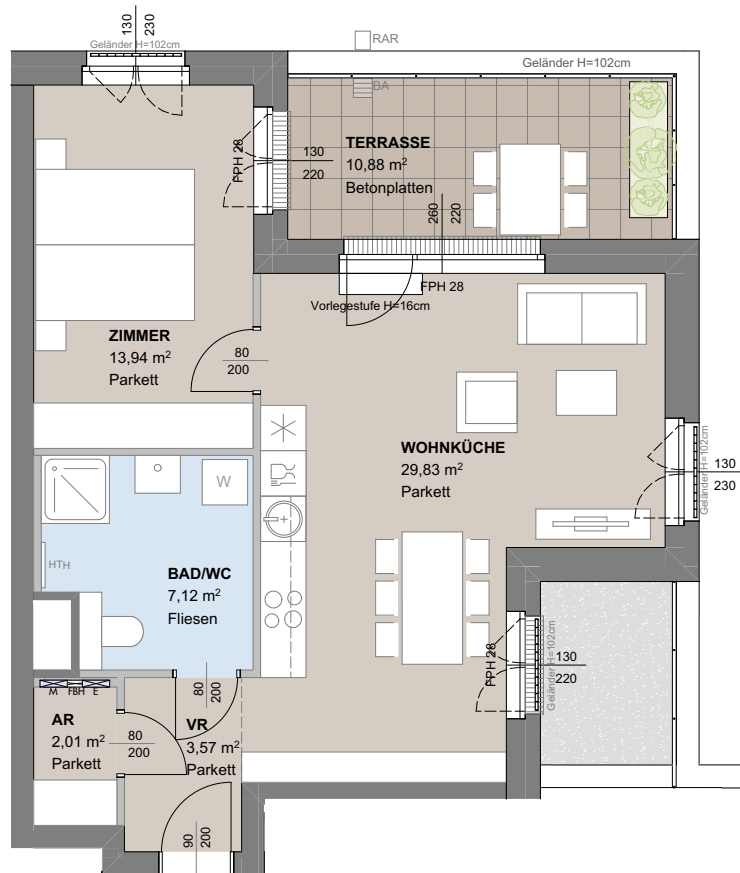 130
230
Geländer H=102cm
RAR
Geländer H=102cm
BA
FPH 28
130
220
TERRASSE
10,88 m²
Betonplatten
260
220
FPH 28
Vorlegestufe H=16cm
ZIMMER
13,94 m²
Parkett
80
200
WOHNKÜCHE
29,83 m²
Parkett
Geländer H=102cm
130
230
W
HTH
BAD/WC
7,12 m²
Fliesen
FPH 28
Geländer H=102cm
130
220
M FBH E
80
200
AR
2,01 m²
Parkett
80
200
VR
3,57 m²
Parkett
90
200